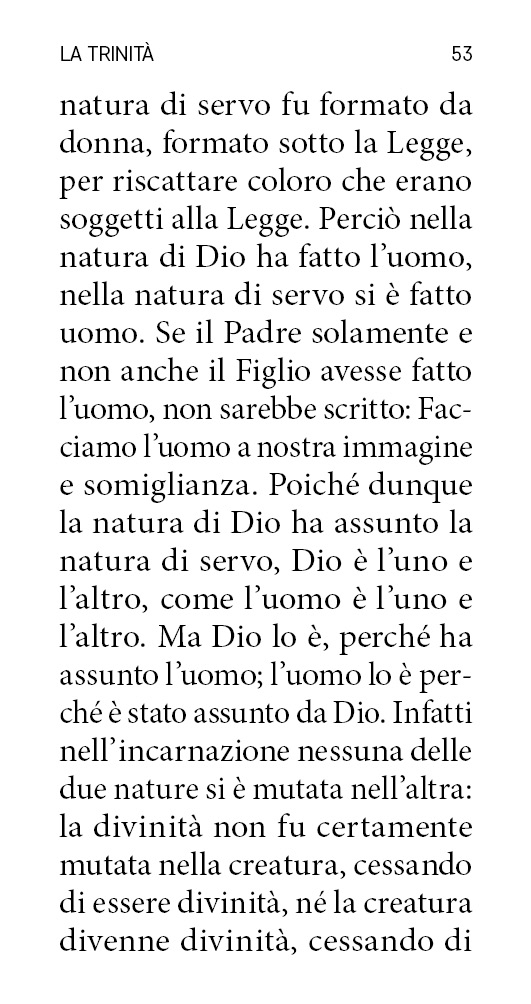 LA TRINITÀ 53
natura di servo fu formato da
donna, formato sotto la Legge,
per riscattare coloro che erano
soggetti alla Legge. Perciò nella
natura di Dio ha fatto l’uomo,
nella natura di servo si è fatto
uomo. Se il Padre solamente e
non anche il Figlio avesse fatto
l’uomo, non sarebbe scritto: Fac-
ciamo l’uomo a nostra immagine
e somiglianza. Poiché dunque
la natura di Dio ha assunto la
natura di servo, Dio è l’uno e
l’altro, come l’uomo è l’uno e
l’altro. Ma Dio lo è, perché ha
assunto l’uomo; l’uomo lo è per-
ché è stato assunto da Dio. Infatti
nell’incarnazione nessuna delle
due nature si è mutata nell’altra:
la divinità non fu certamente
mutata nella creatura, cessando
di essere divinità, né la creatura
divenne divinità, cessando di